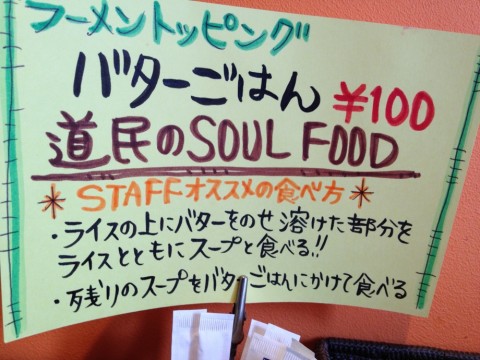 ラーメントッピング
バターごはん ¥100
道民のSOUL FOOD
＊STAFFオススメの食べ方＊
・ライスの上にバターをのせ溶けた部分を
ライスとともにスープと食べる!!
・残りのスープをバターごはんにかけて食べる